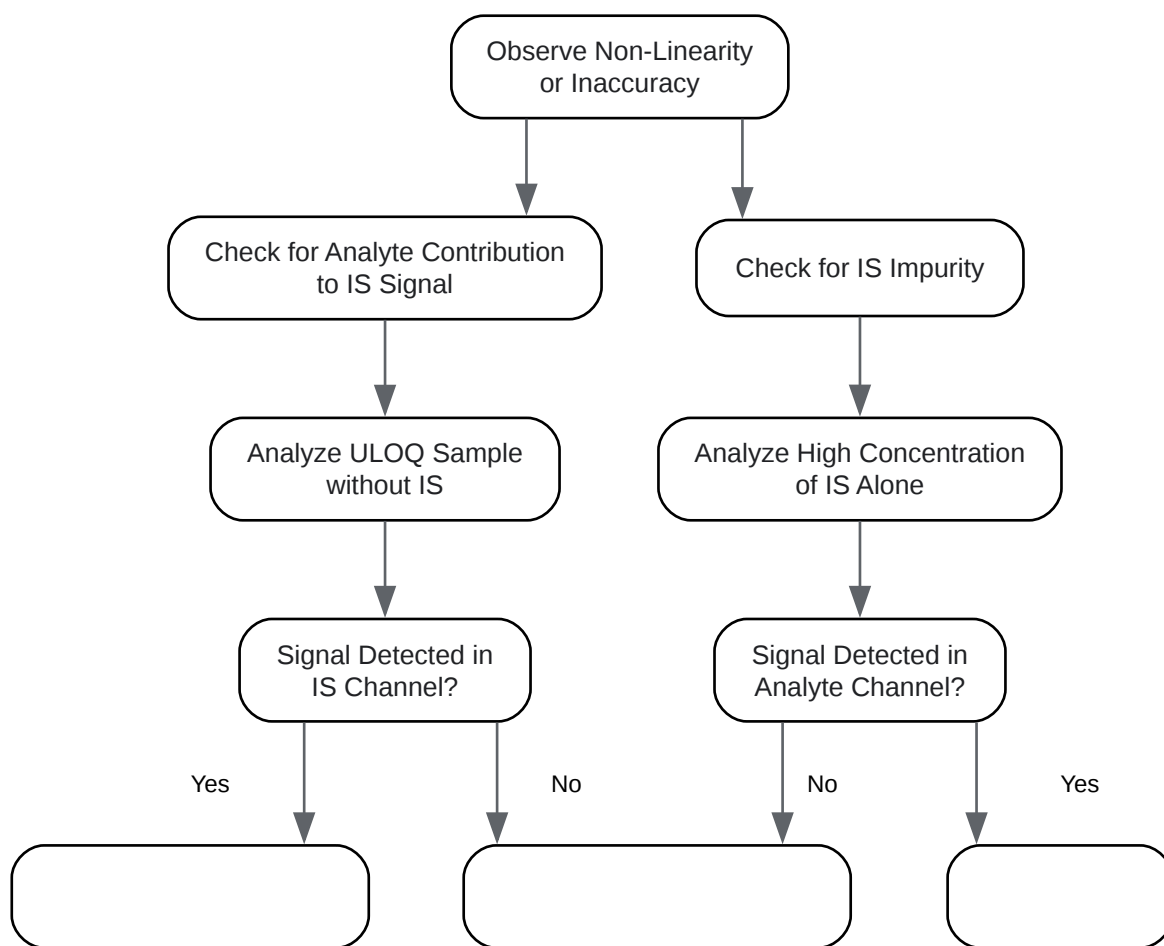 Observe Non-Linearity
or Inaccuracy
Check for Analyte Contribution
to IS Signal
Check for IS Impurity
Analyze ULOQ Sample
without IS
Analyze High Concentration
of IS Alone
Signal Detected in
IS Channel?
Signal Detected in
Analyte Channel?
Yes
No
No
Yes